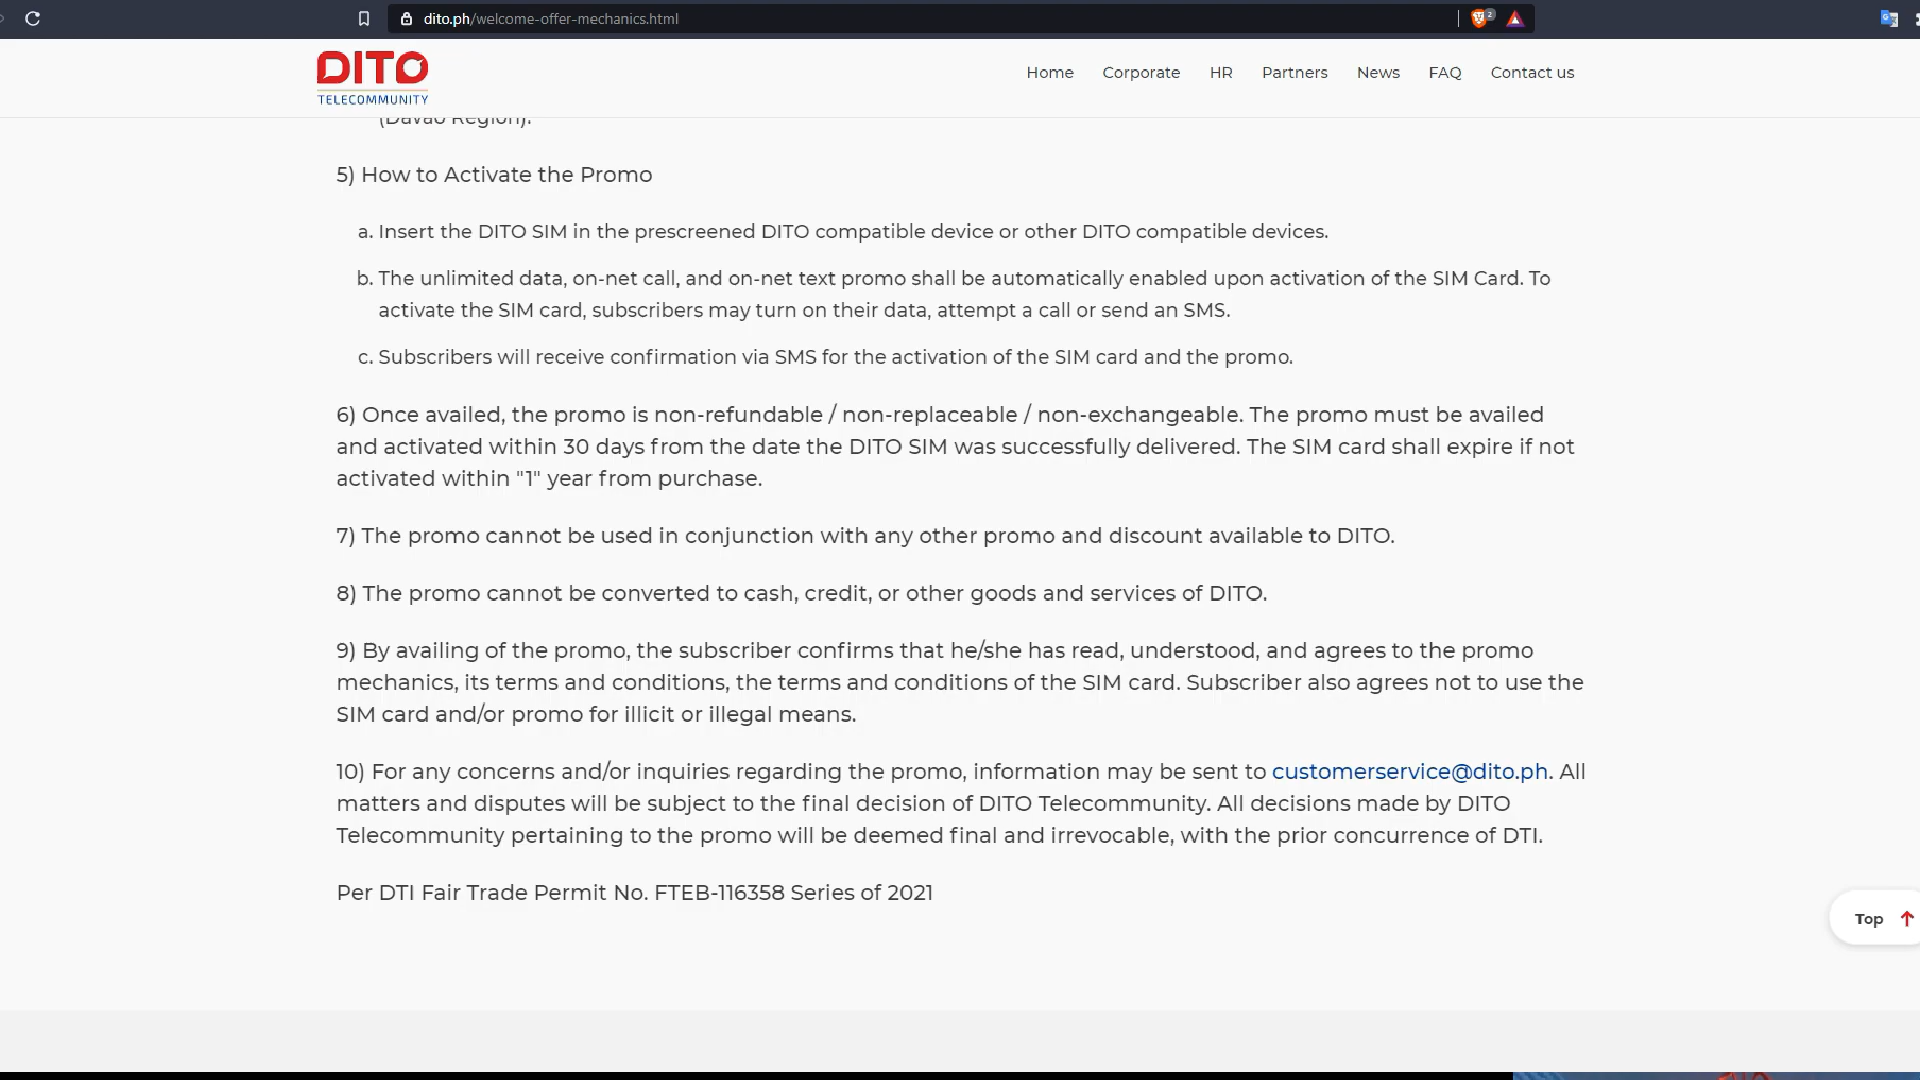 dito.ph/welcome-offer-mechanics.html
2
DITO
TELECOMMUNITY
Home Corporate HR Partners News FAQ Contact us
(Davao Region).
5) How to Activate the Promo
a. Insert the DITO SIM in the prescreened DITO compatible device or other DITO compatible devices.
b. The unlimited data, on-net call, and on-net text promo shall be automatically enabled upon activation of the SIM Card. To
activate the SIM card, subscribers may turn on their data, attempt a call or send an SMS.
c. Subscribers will receive confirmation via SMS for the activation of the SIM card and the promo.
6) Once availed, the promo is non-refundable / non-replaceable / non-exchangeable. The promo must be availed
and activated within 30 days from the date the DITO SIM was successfully delivered. The SIM card shall expire if not
activated within "1" year from purchase.
7) The promo cannot be used in conjunction with any other promo and discount available to DITO.
8) The promo cannot be converted to cash, credit, or other goods and services of DITO.
9) By availing of the promo, the subscriber confirms that he/she has read, understood, and agrees to the promo
mechanics, its terms and conditions, the terms and conditions of the SIM card. Subscriber also agrees not to use the
SIM card and/or promo for illicit or illegal means.
10) For any concerns and/or inquiries regarding the promo, information may be sent to customerservice@dito.ph. All
matters and disputes will be subject to the final decision of DITO Telecommunity. All decisions made by DITO
Telecommunity pertaining to the promo will be deemed final and irrevocable, with the prior concurrence of DTI.
Per DTI Fair Trade Permit No. FTEB-116358 Series of 2021
Top